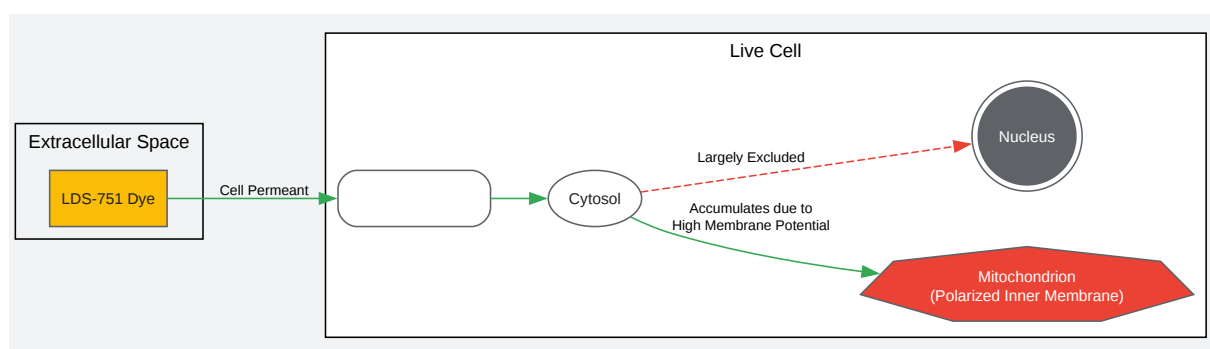 Live Cell
Extracellular Space
LDS-751 Dye
Cell Permeant
Cytosol
Largely Excluded
Nucleus
Accumulates due to
High Membrane Potential
Mitochondrion
(Polarized Inner Membrane)